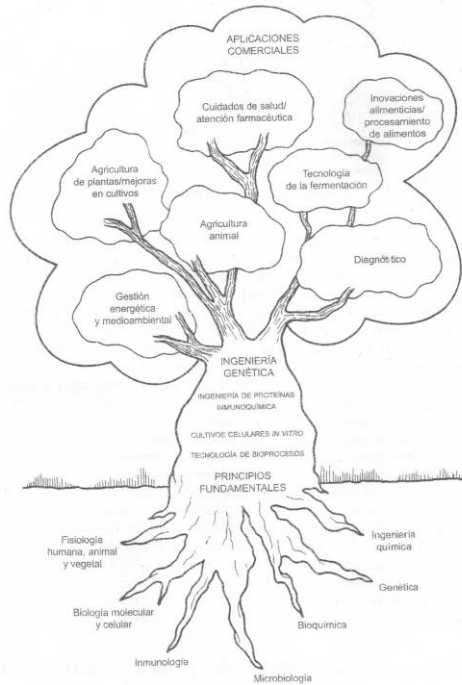 APLICACIONES
COMERCIALES
Cuidados de salud/
atención farmacéutica
Inovaciones
alimenticias/
procesamiento
de alimentos
Agricultura
de plantas/mejoras
en cultivos
Tecnología
de la fermentación
Agricultura
animal
Diagnóstico
Gestión
energética
y medioambiental
INGENIERÍA
GENÉTICA
INGENIERÍA DE PROTEÍNAS
INMUNOQUÍMICA
CULTIVOS CELULARES IN VITRO
TECNOLOGÍA DE BIOPROCESOS
PRINCIPIOS
FUNDAMENTALES
Fisiología
humana, animal
y vegetal
Ingeniería
química
Genética
Biología molecular
y celular
Bioquímica
Inmunología
Microbiología